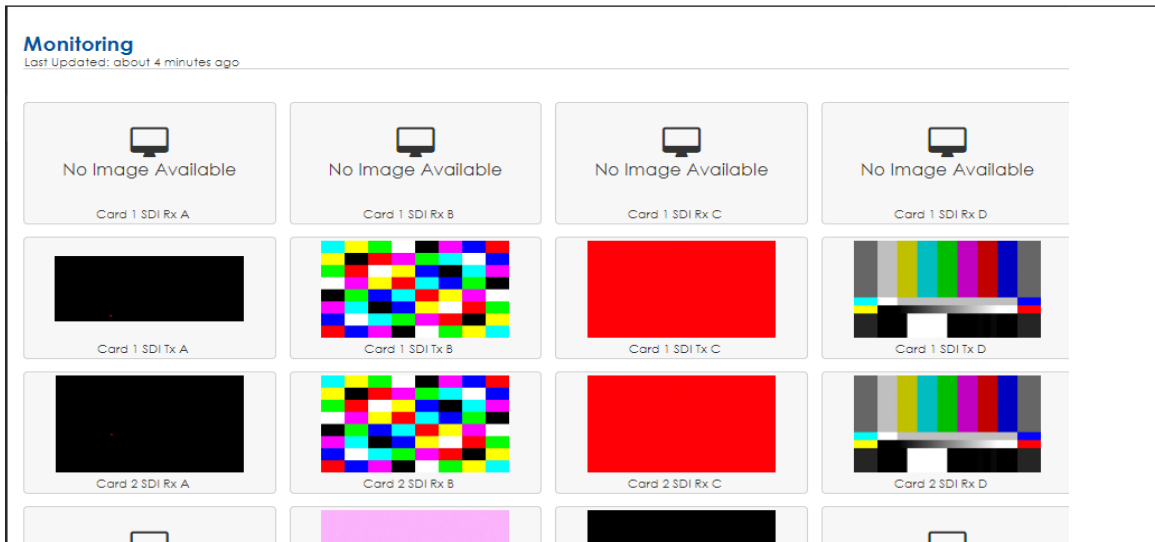 Monitoring
Last Updated: about 4 minutes ago
No Image Available
No Image Available
No Image Available
No Image Available
Card 1 SDI Rx A
Card 1 SDI Rx B
Card 1 SDI Rx C
Card 1 SDI Rx D
Card 1 SDI Tx A
Card 1 SDI Tx B
Card 1 SDI Tx C
Card 1 SDI Tx D
Card 2 SDI Rx A
Card 2 SDI Rx B
Card 2 SDI Rx C
Card 2 SDI Rx D